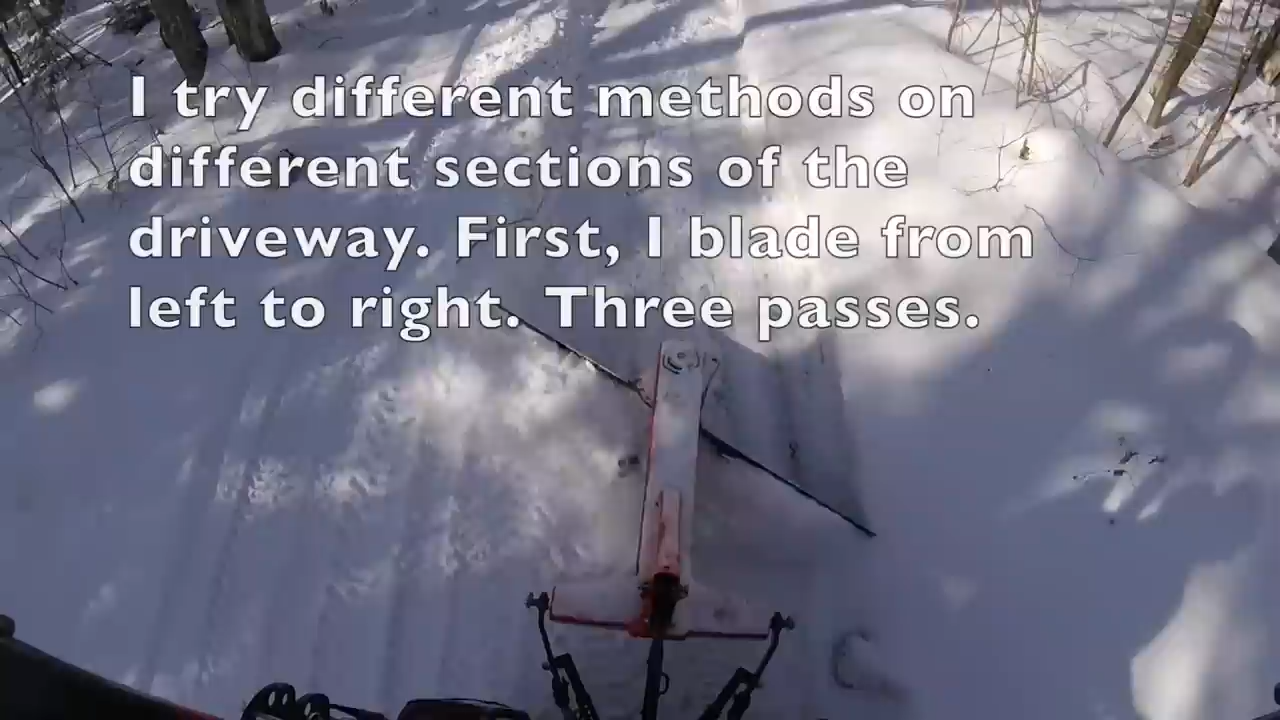 I try different methods on
different sections of the
driveway. First, I blade from
left to right. Three passes.